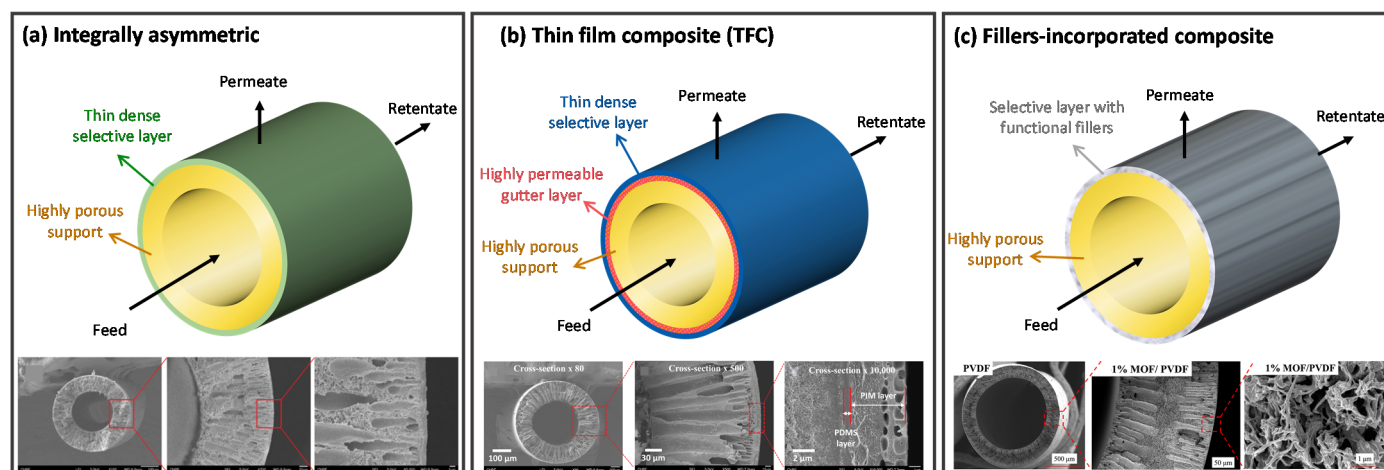 (a) Integrally asymmetric
Permeate
Retentate
Thin dense
selective layer
Highly porous
support
Feed
(b) Thin film composite (TFC)
Permeate
Thin dense
selective layer
Retentate
Highly permeable
gutter layer
Highly porous
support
Feed
Cross-section x 80
100 µm
Cross-section x 500
30 µm
Cross-section x 10,000
PIM layer
PDMS
layer
2 µm
(c) Fillers-incorporated composite
Selective layer with
functional fillers
Permeate
Retentate
Highly porous
support
Feed
PVDF
500 µm
1% MOF/ PVDF
50 µm
1% MOF/PVDF
1 µm